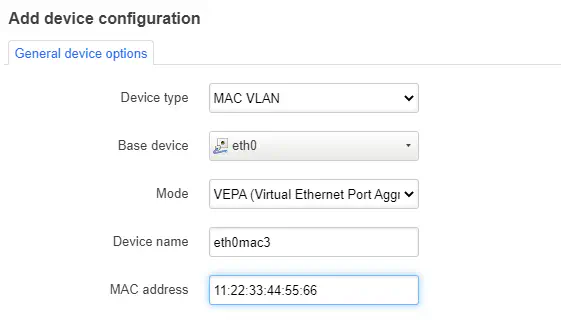 Add device configuration
General device options
Device type MAC VLAN
Base device eth0
Mode VEPA (Virtual Ethernet Port Aggr
Device name eth0mac3
MAC address 11:22:33:44:55:66